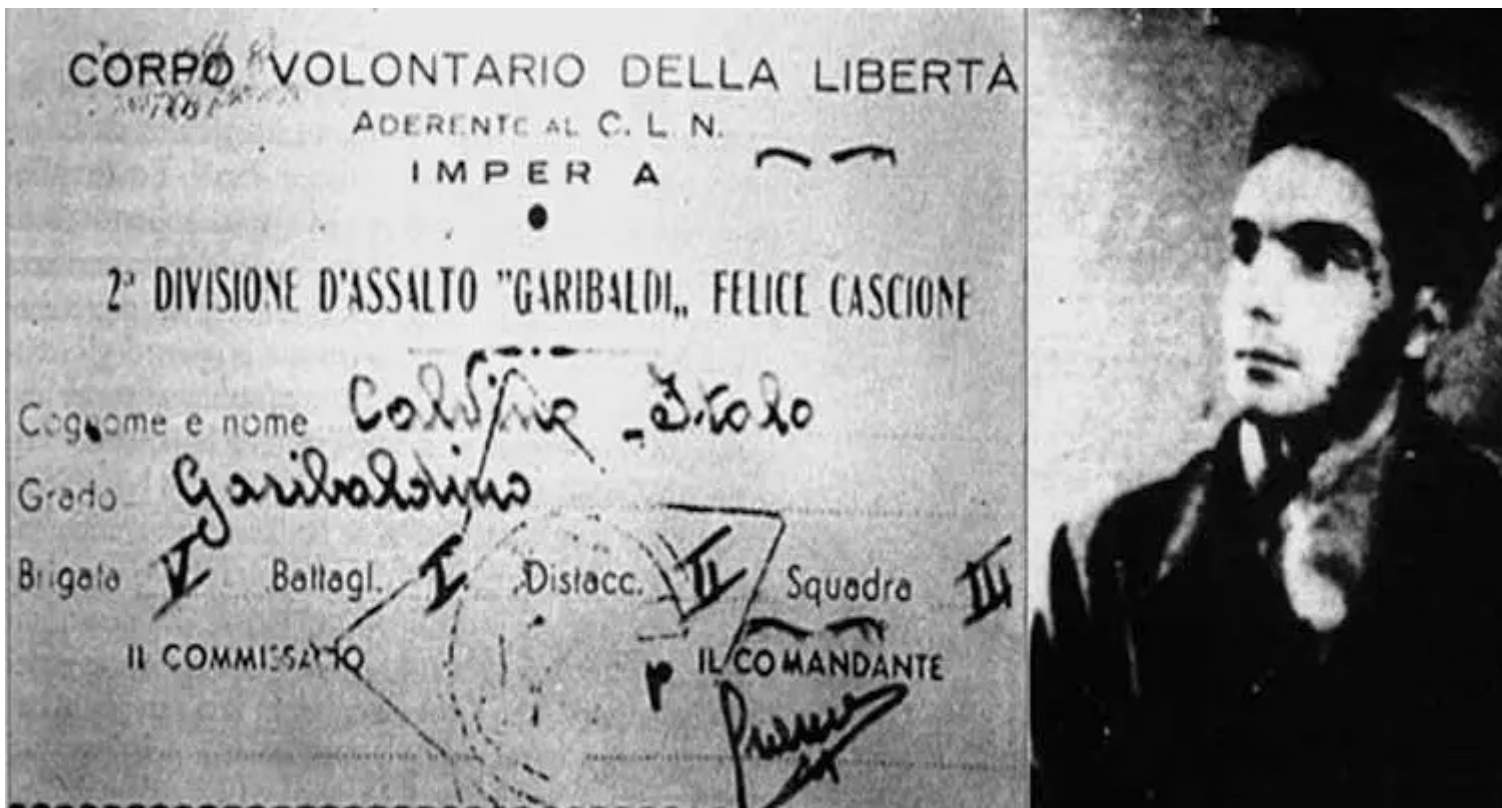 CORPO VOLONTARIO DELLA LIBERTÀ
ADERENTE AL C. L. N.
IMPERA
2ª DIVISIONE D'ASSALTO "GARIBALDI„ FELICE CASCIONE
Cognome e nome Calvino Italo
Grado Garibaldino
Brigata V Battagl. I Distacc. II Squadra III
Il COMMISSARIO p IL COMANDANTE